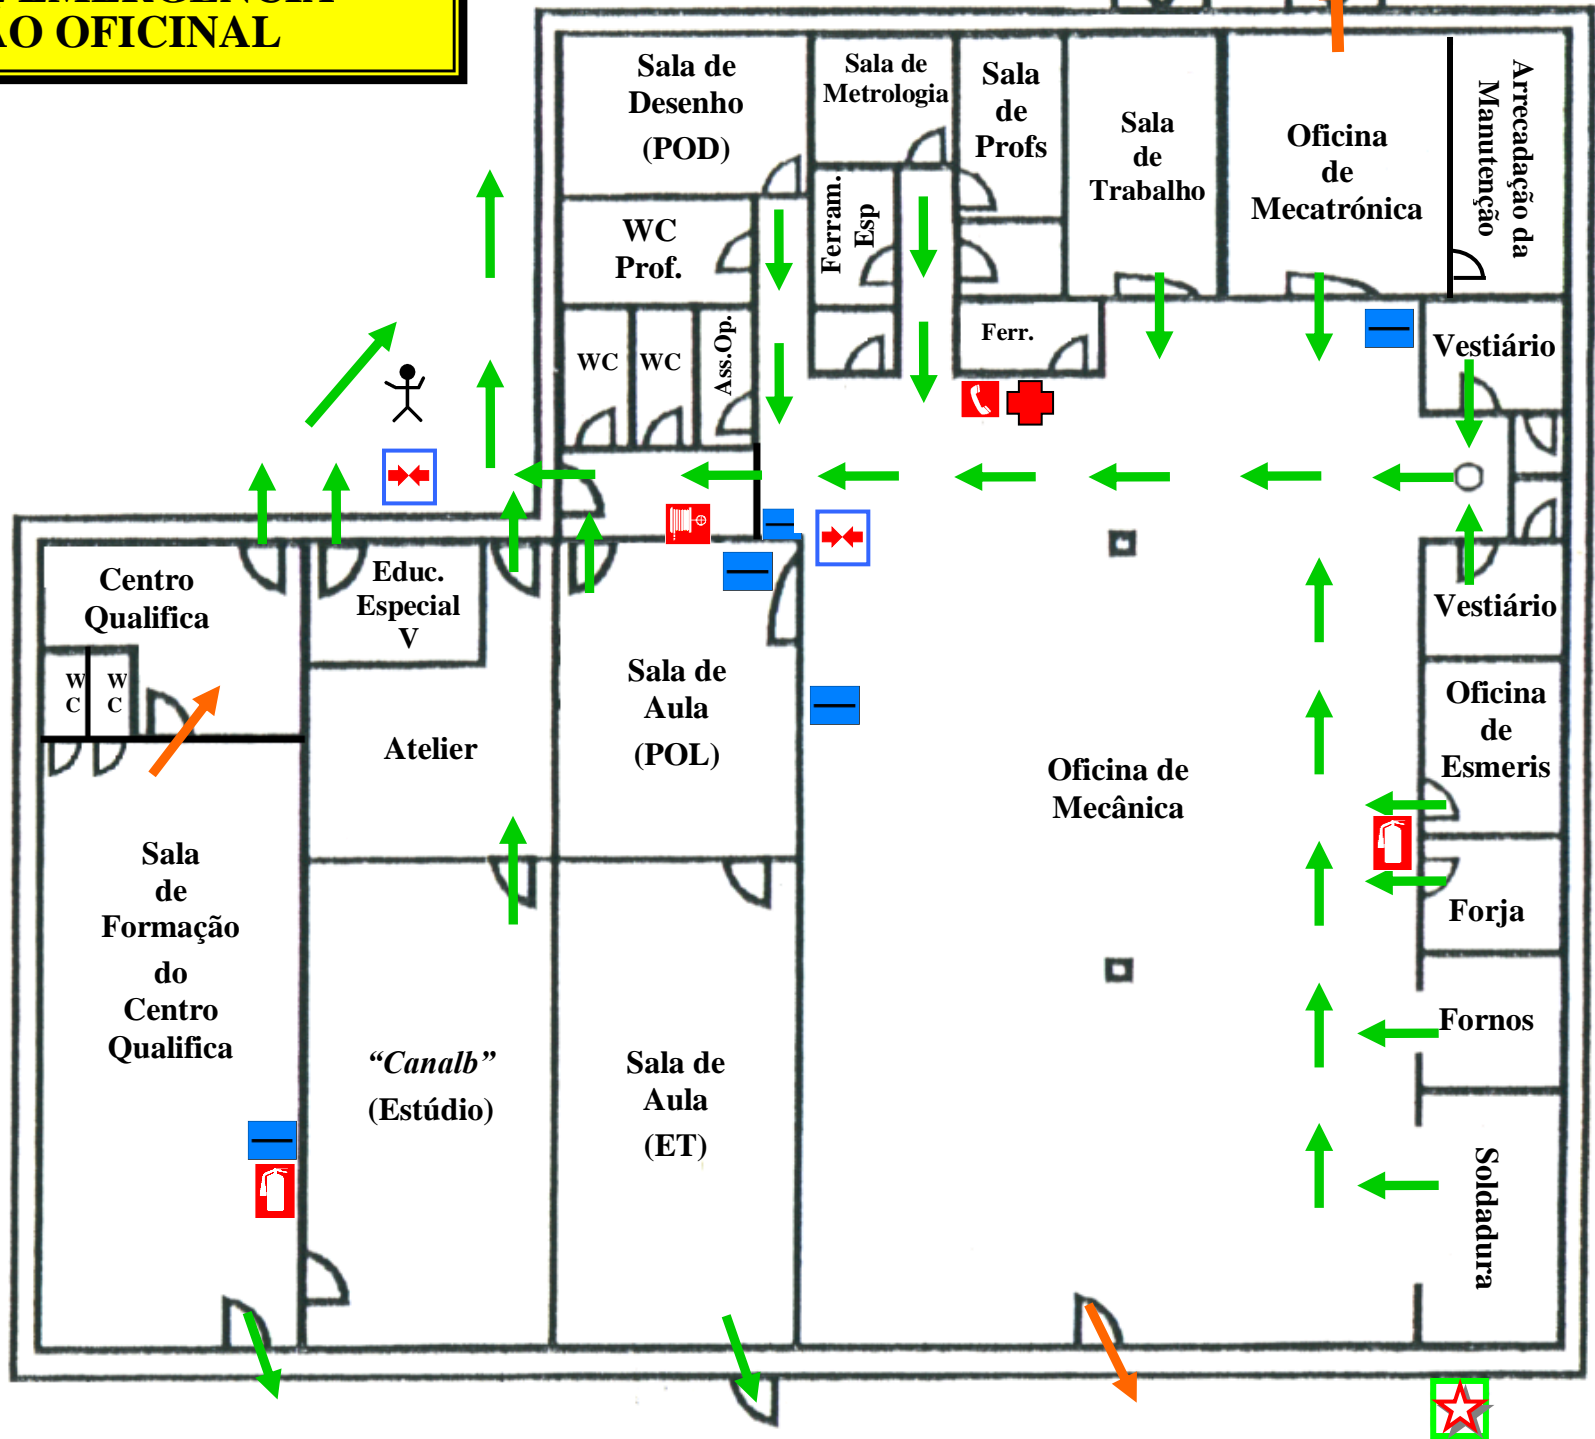 EMERGÊNCIA
OFICINAL
Sala de
Desenho
(POD)
Sala de
Metrologia
Sala
de
Profs
Sala
de
Trabalho
Oficina
de
Mecatrónica
Arrecadação da
Manutenção
WC
Prof.
Ferram.
Esp
WC
WC
Ass.Op.
Ferr.
Vestiário
Centro
Qualifica
Educ.
Especial
V
Vestiário
W
C
W
C
Atelier
Sala de
Aula
(POL)
Oficina de
Mecânica
Oficina
de
Esmeris
Forja
Sala
de
Formação
do
Centro
Qualifica
“Canalb”
(Estúdio)
Sala de
Aula
(ET)
Fornos
Soldadura